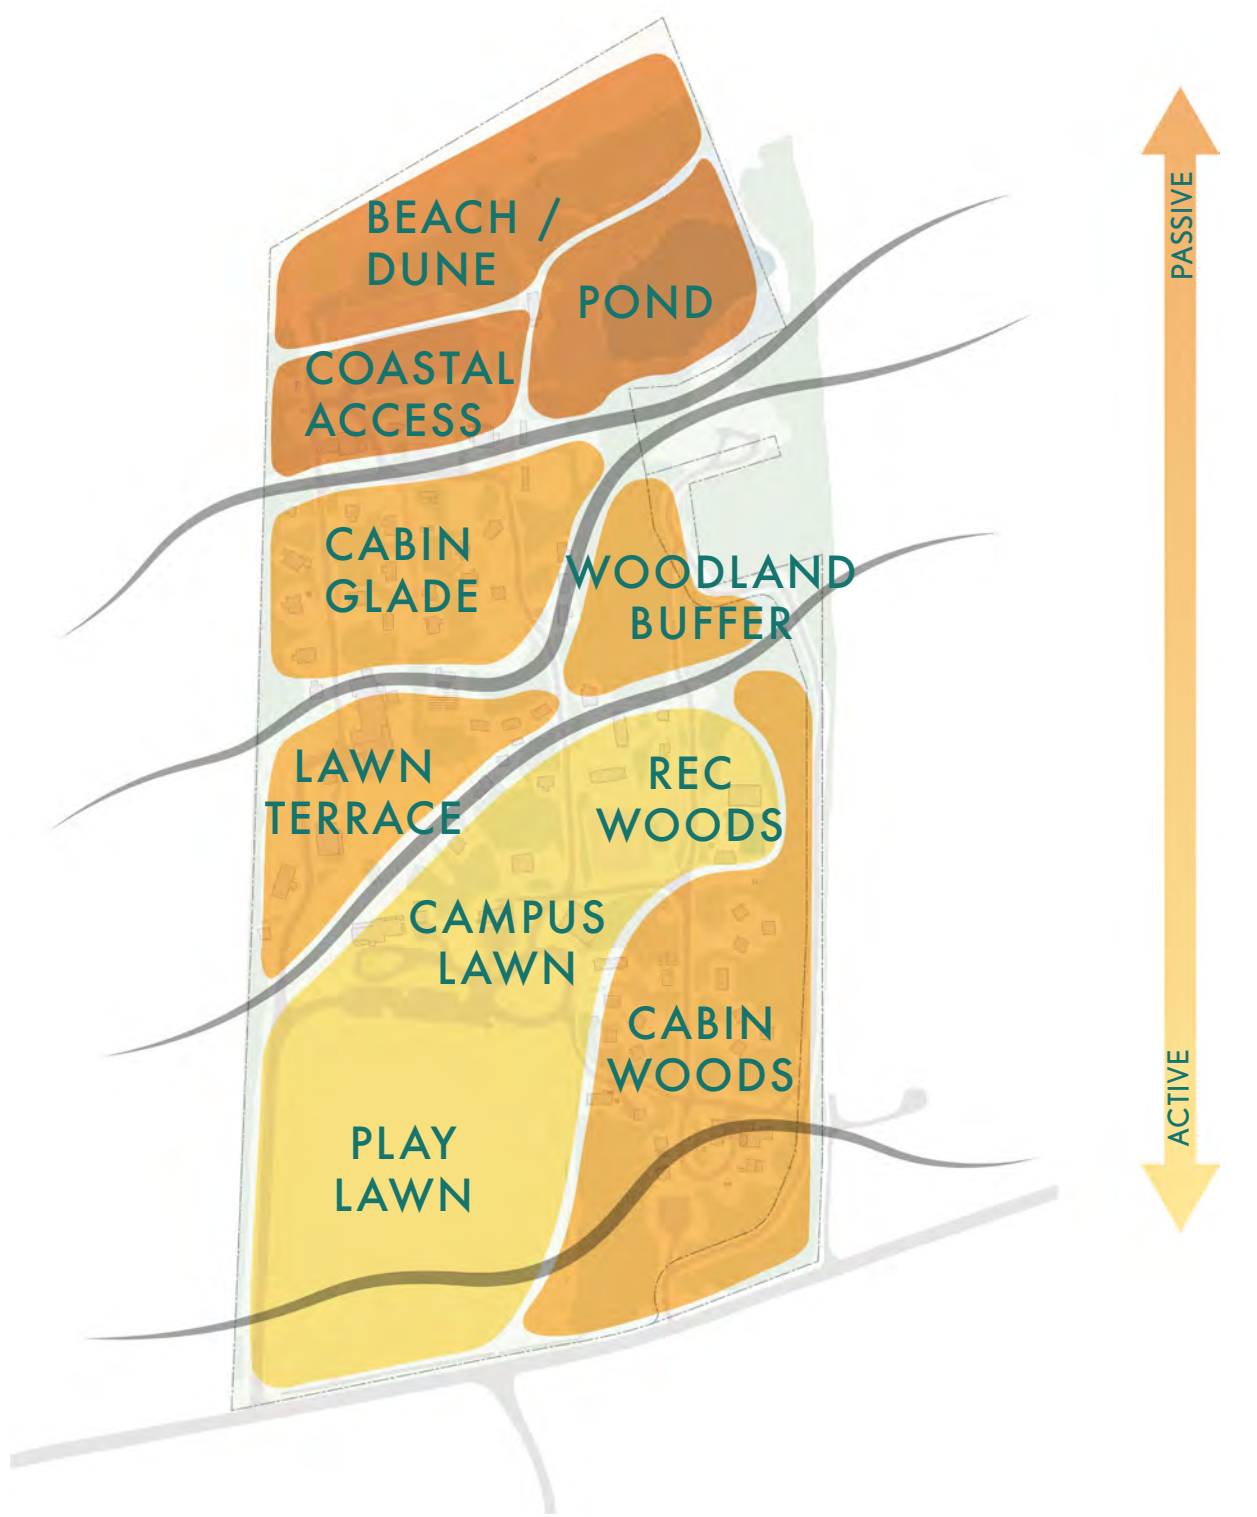 BEACH /
DUNE
POND
COASTAL
ACCESS
CABIN
GLADE
WOODLAND
BUFFER
LAWN
TERRACE
REC
WOODS
CAMPUS
LAWN
CABIN
WOODS
PLAY
LAWN
PASSIVE
ACTIVE